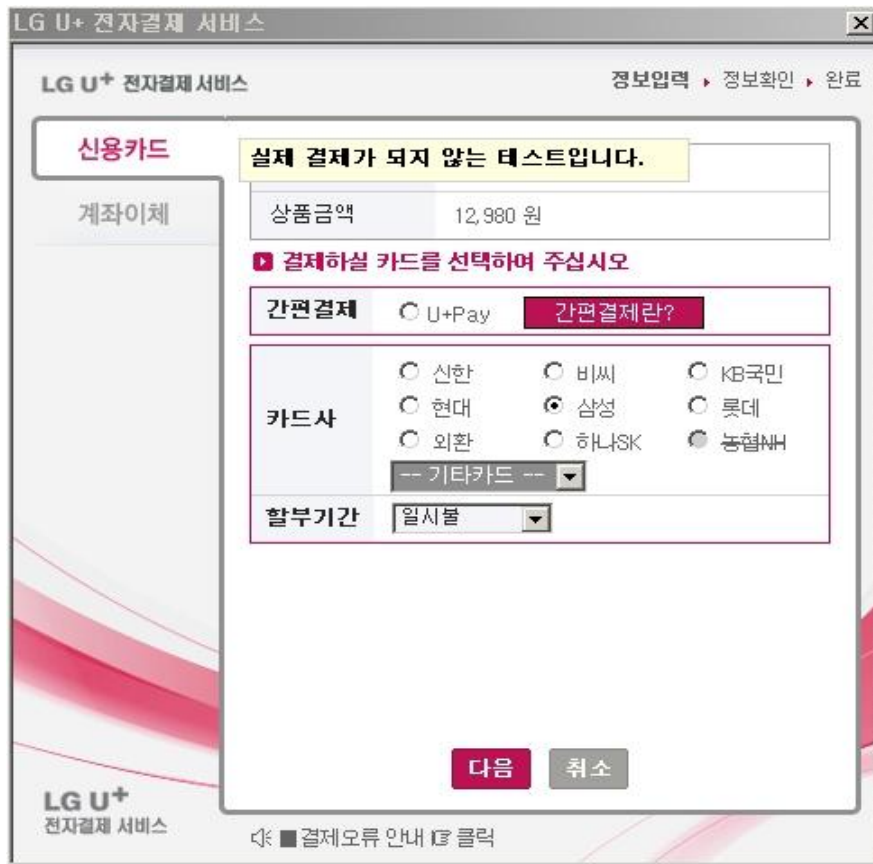 LG U+ 전자결제 서비스
LG U+ 전자결제 서비스
정보입력 ▸ 정보확인 ▸ 완료
신용카드
계좌이체
실제 결제가 되지 않는 테스트입니다.
상품금액 12,980 원
결제하실 카드를 선택하여 주십시오
간편결제 U+Pay 간편결제란?
카드사
신한 비씨 KB국민
현대 삼성 롯데
외환 하나SK 농협NH
-- 기타카드 --
할부기간 일시불
다음 취소
LG U+
전자결제 서비스
■결제오류 안내 ☞ 클릭